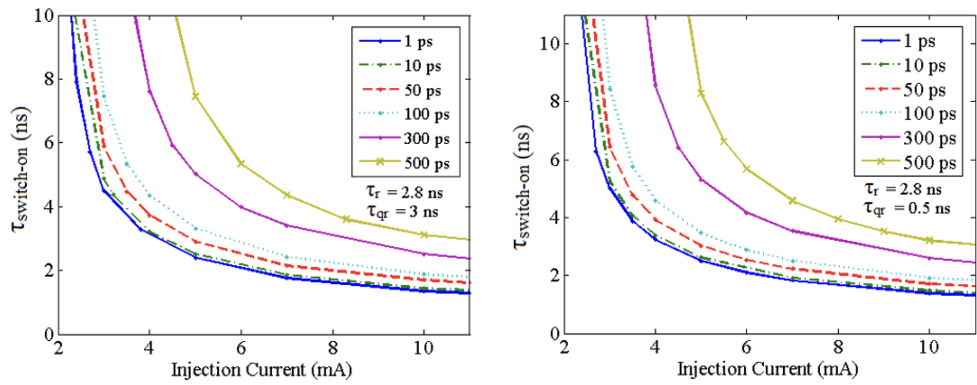 10
8
6
4
2
0
2
4
6
8
10
τswitch-on (ns)
Injection Current (mA)
1 ps
10 ps
50 ps
100 ps
300 ps
500 ps
τr = 2.8 ns
τqr = 3 ns
10
8
6
4
2
0
2
4
6
8
10
τswitch-on (ns)
Injection Current (mA)
1 ps
10 ps
50 ps
100 ps
300 ps
500 ps
τr = 2.8 ns
τqr = 0.5 ns